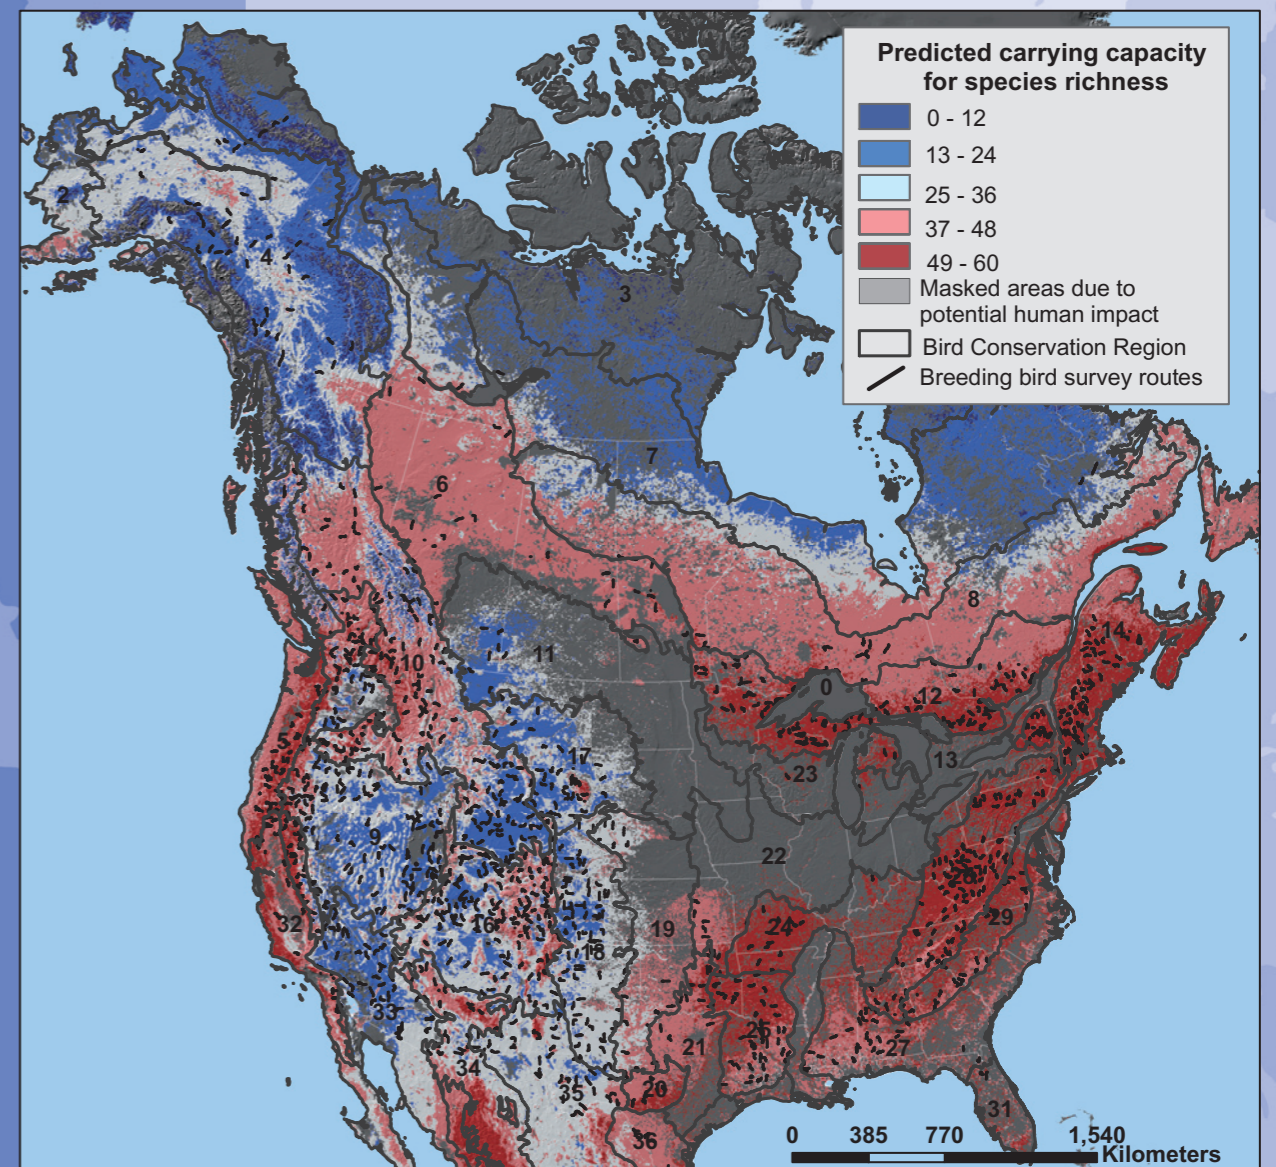 Predicted carrying capacity
for species richness
0 - 12
13 - 24
25 - 36
37 - 48
49 - 60
Masked areas due to
potential human impact
Bird Conservation Region
Breeding bird survey routes
2
4
3
7
6
8
11
10
14
0
12
5
17
13
23
9
22
32
16
19
24
29
18
33
21
27
34
35
20
31
36
0 385 770 1,540
Kilometers